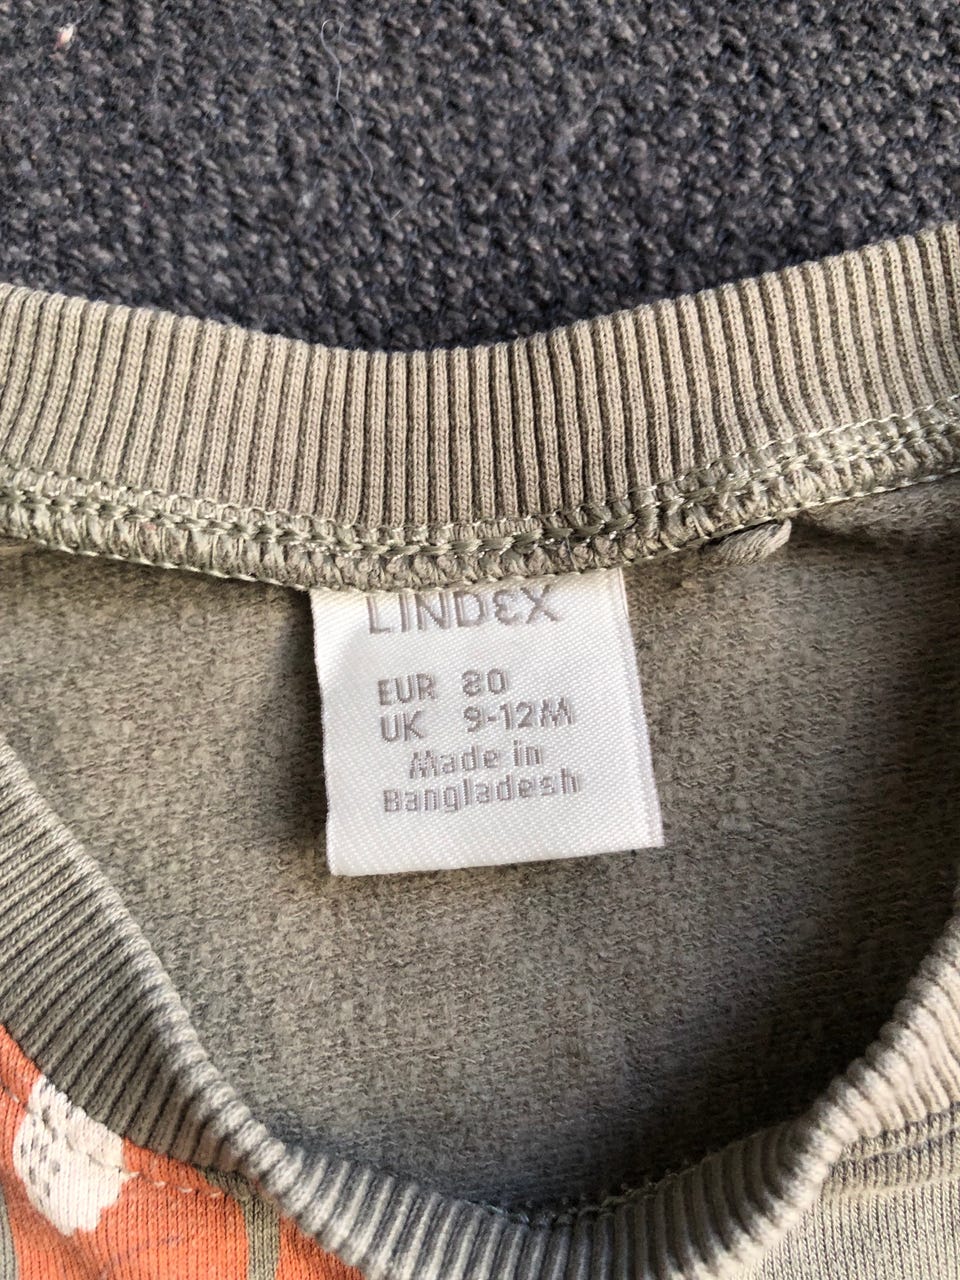 LINDEX
EUR 80
UK 9-12M
Made in
Bangladesh